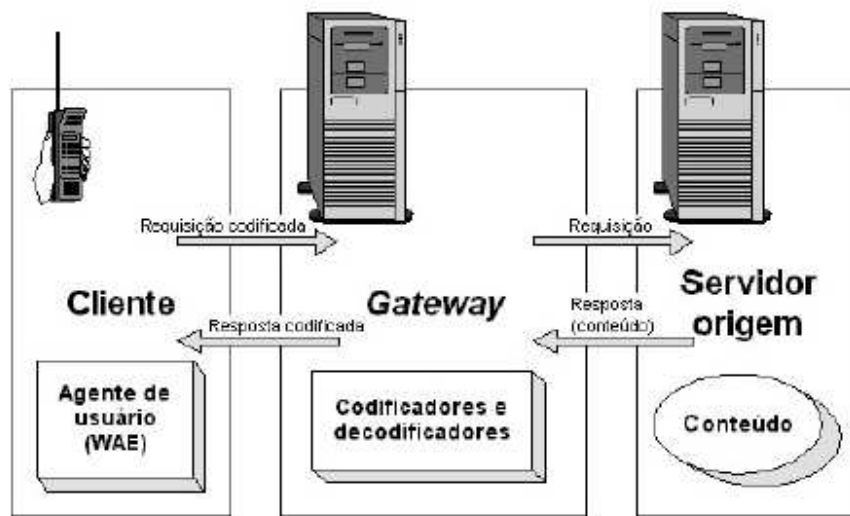 Requisição codificada
Requisição
Cliente
Gateway
Servidor
origem
Resposta codificada
Resposta
(conteúdo)
Agente de
usuário
(WAE)
Codificadores e
decodificadores
Conteúdo